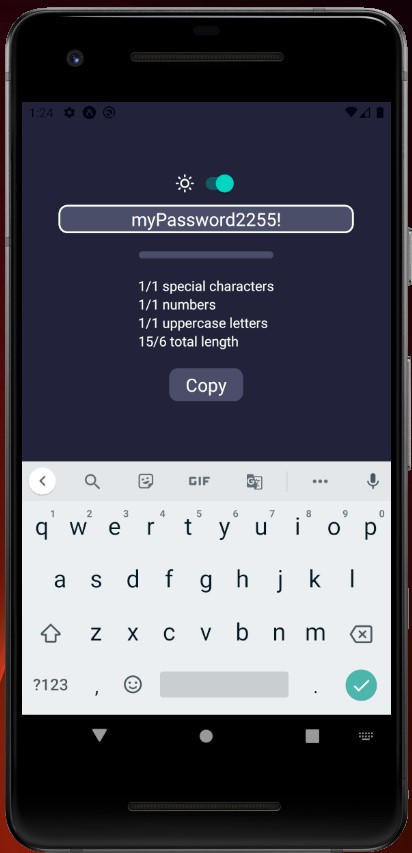 1:24
myPassword2255!
1/1 special characters
1/1 numbers
1/1 uppercase letters
15/6 total length
Copy
GIF
1 2 3 4 5 6 7 8 9 0
q w e r t y u i o p
a s d f g h j k l
z x c v b n m
?123 , .